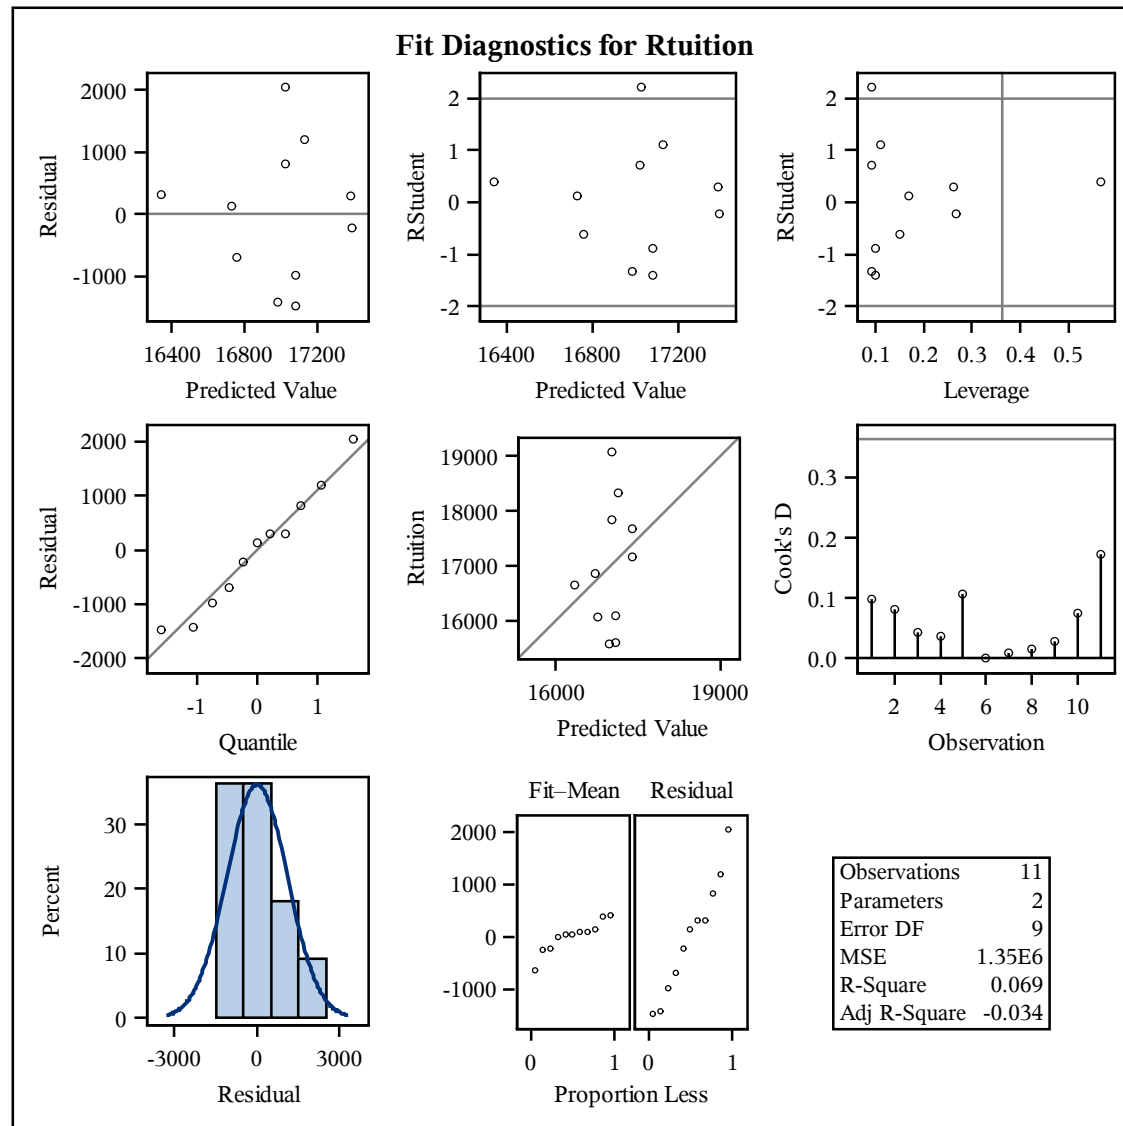 Fit Diagnostics for Rtuition
2000
1000
0
-1000
Residual
16400 16800 17200
Predicted Value
2
1
0
-1
-2
RStudent
16400 16800 17200
Predicted Value
2
1
0
-1
-2
RStudent
0.1 0.2 0.3 0.4 0.5
Leverage
2000
1000
0
-1000
-2000
Residual
-1 0 1
Quantile
19000
18000
17000
16000
Rtuition
16000 19000
Predicted Value
0.3
0.2
0.1
0.0
Cook's D
2 4 6 8 10
Observation
30
20
10
0
Percent
-3000 0 3000
Residual
Fit–Mean Residual
2000
1000
0
-1000
0 1 0 1
Proportion Less
Observations 11
Parameters 2
Error DF 9
MSE 1.35E6
R-Square 0.069
Adj R-Square -0.034